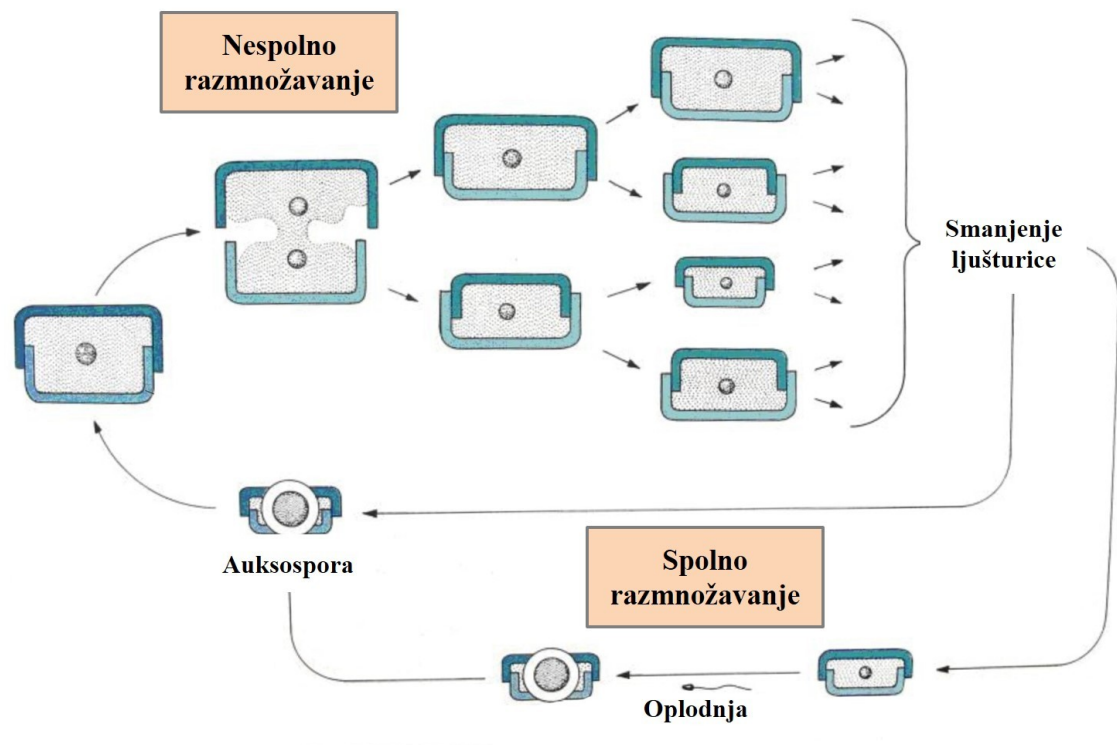 Nespolno
razmnožavanje
Smanjenje
ljušturice
Auksospora
Spolno
razmnožavanje
Oplodnja